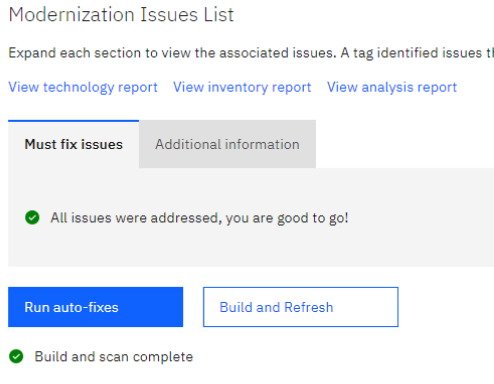 Modernization Issues List
Expand each section to view the associated issues. A tag identified issues
View technology report View inventory report View analysis report
Must fix issues Additional information
All issues were addressed, you are good to go!
Run auto-fixes Build and Refresh
Build and scan complete